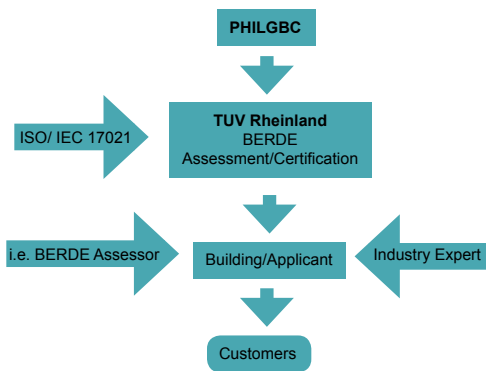 PHILGBC
TUV Rheinland
BERDE
Assessment/Certification
ISO/ IEC 17021
i.e. BERDE Assessor
Building/Applicant
Industry Expert
Customers